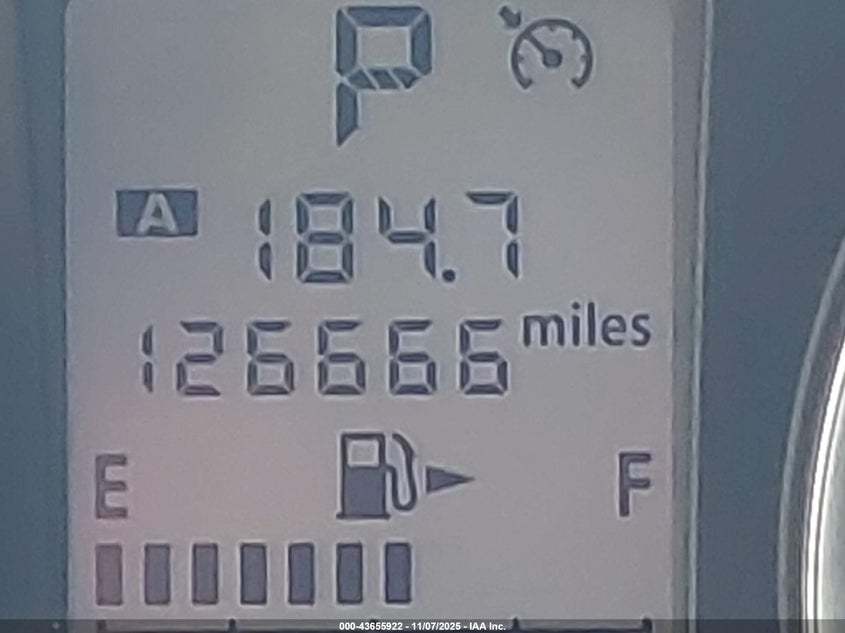 P
A 184.7
126666 miles
E F
000-43655922 - 11/07/2025 - IAA Inc.